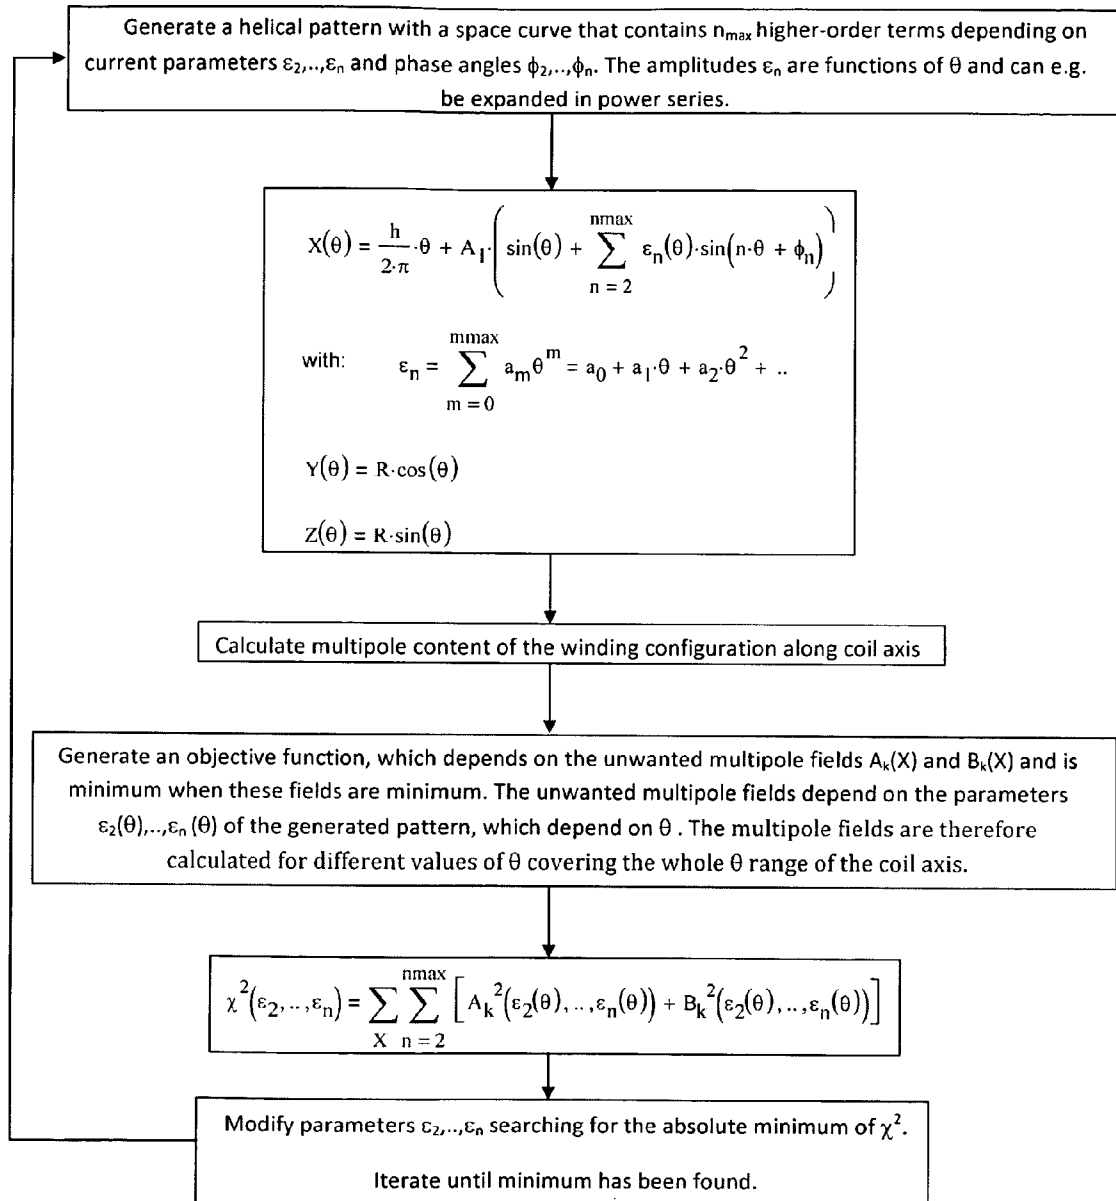 Generate a helical pattern with a space curve that contains nmax higher-order terms depending on
current parameters ε2,..,εn and phase angles ϕ2,..,ϕn. The amplitudes εn are functions of θ and can e.g.
be expanded in power series.
X(θ) = h/(2·π)·θ + A1·(sin(θ) + ∑(n = 2 to nmax) εn(θ)·sin(n·θ + ϕn))
with: εn = ∑(m = 0 to mmax) amθ^m = a0 + a1·θ + a2·θ^2 + ..
Y(θ) = R·cos(θ)
Z(θ) = R·sin(θ)
Calculate multipole content of the winding configuration along coil axis
Generate an objective function, which depends on the unwanted multipole fields Ak(X) and Bk(X) and is
minimum when these fields are minimum. The unwanted multipole fields depend on the parameters
ε2(θ),..,εn (θ) of the generated pattern, which depend on θ . The multipole fields are therefore
calculated for different values of θ covering the whole θ range of the coil axis.
χ^2(ε2,..,εn) = ∑(X) ∑(n = 2 to nmax) [Ak^2(ε2(θ),..,εn(θ)) + Bk^2(ε2(θ),..,εn(θ))]
Modify parameters ε2,..,εn searching for the absolute minimum of χ².
Iterate until minimum has been found.